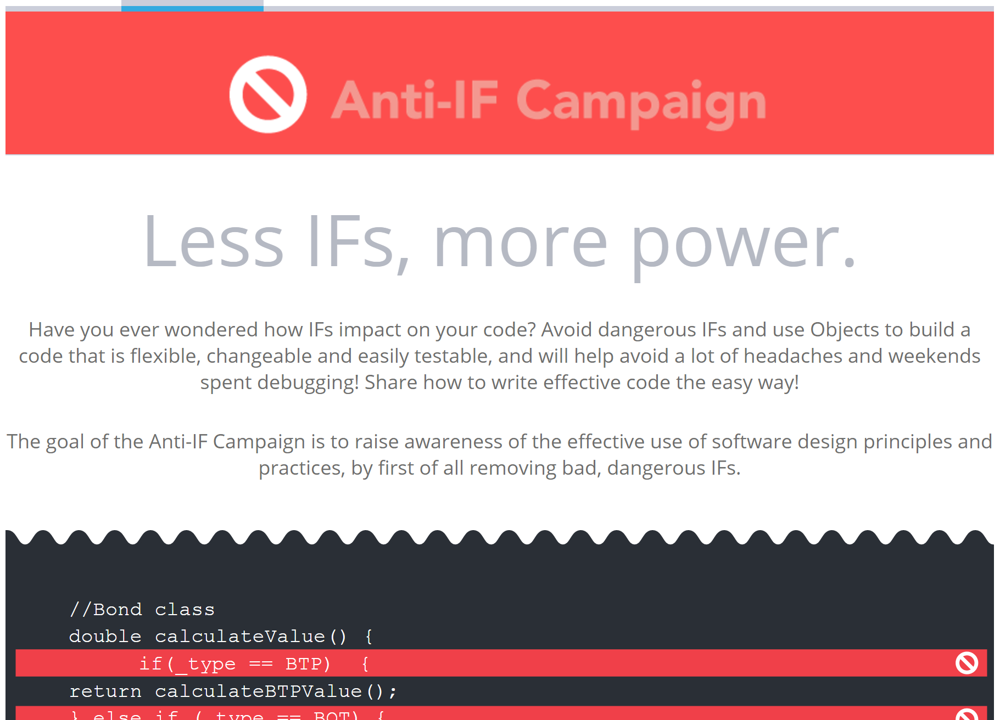 Anti-IF Campaign
Less IFs, more power.
Have you ever wondered how IFs impact on your code? Avoid dangerous IFs and use Objects to build a
code that is flexible, changeable and easily testable, and will help avoid a lot of headaches and weekends
spent debugging! Share how to write effective code the easy way!
The goal of the Anti-IF Campaign is to raise awareness of the effective use of software design principles and
practices, by first of all removing bad, dangerous IFs.
//Bond class
double calculateValue() {
if(_type == BTP) {
return calculateBTPValue();
} else if (_type == BOT) {